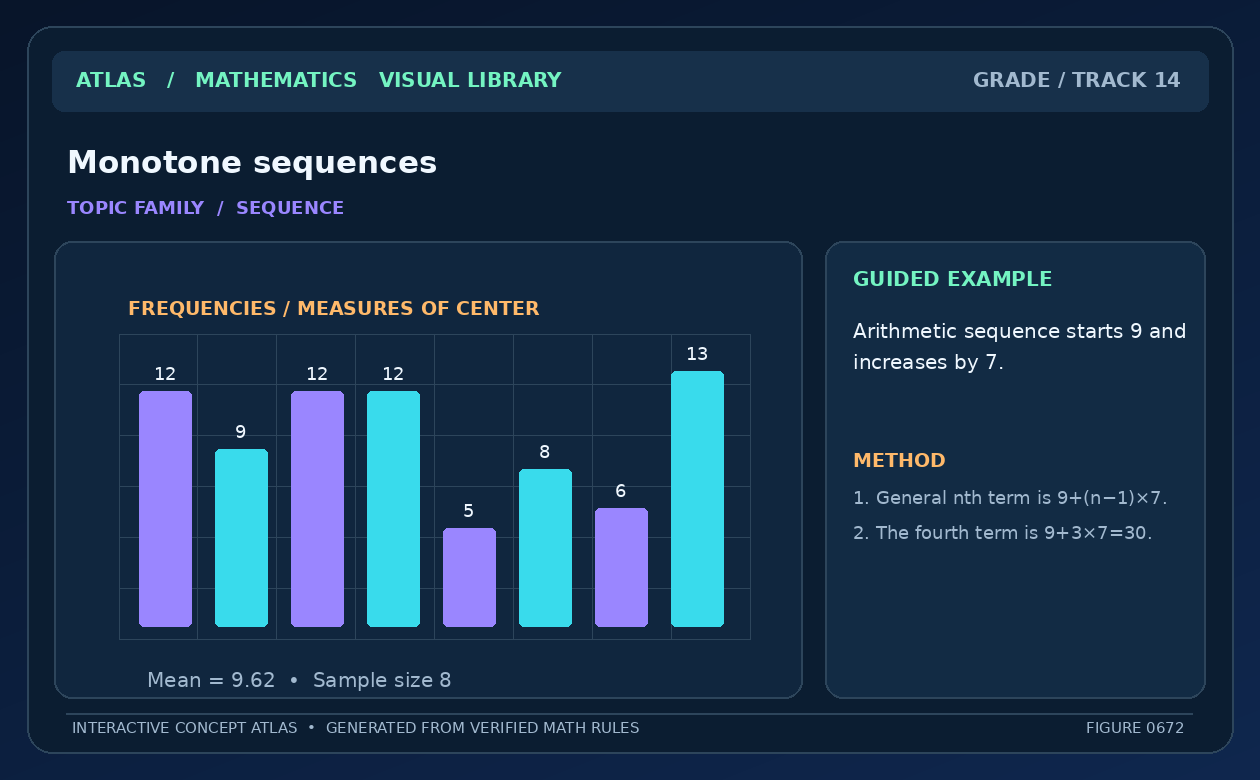 ATLAS / MATHEMATICS VISUAL LIBRARY
GRADE / TRACK 14
Monotone sequences
TOPIC FAMILY / SEQUENCE
FREQUENCIES / MEASURES OF CENTER
12
9
12
12
5
8
6
13
Mean = 9.62 • Sample size 8
GUIDED EXAMPLE
Arithmetic sequence starts 9 and
increases by 7.
METHOD
1. General nth term is 9+(n−1)×7.
2. The fourth term is 9+3×7=30.
INTERACTIVE CONCEPT ATLAS • GENERATED FROM VERIFIED MATH RULES
FIGURE 0672